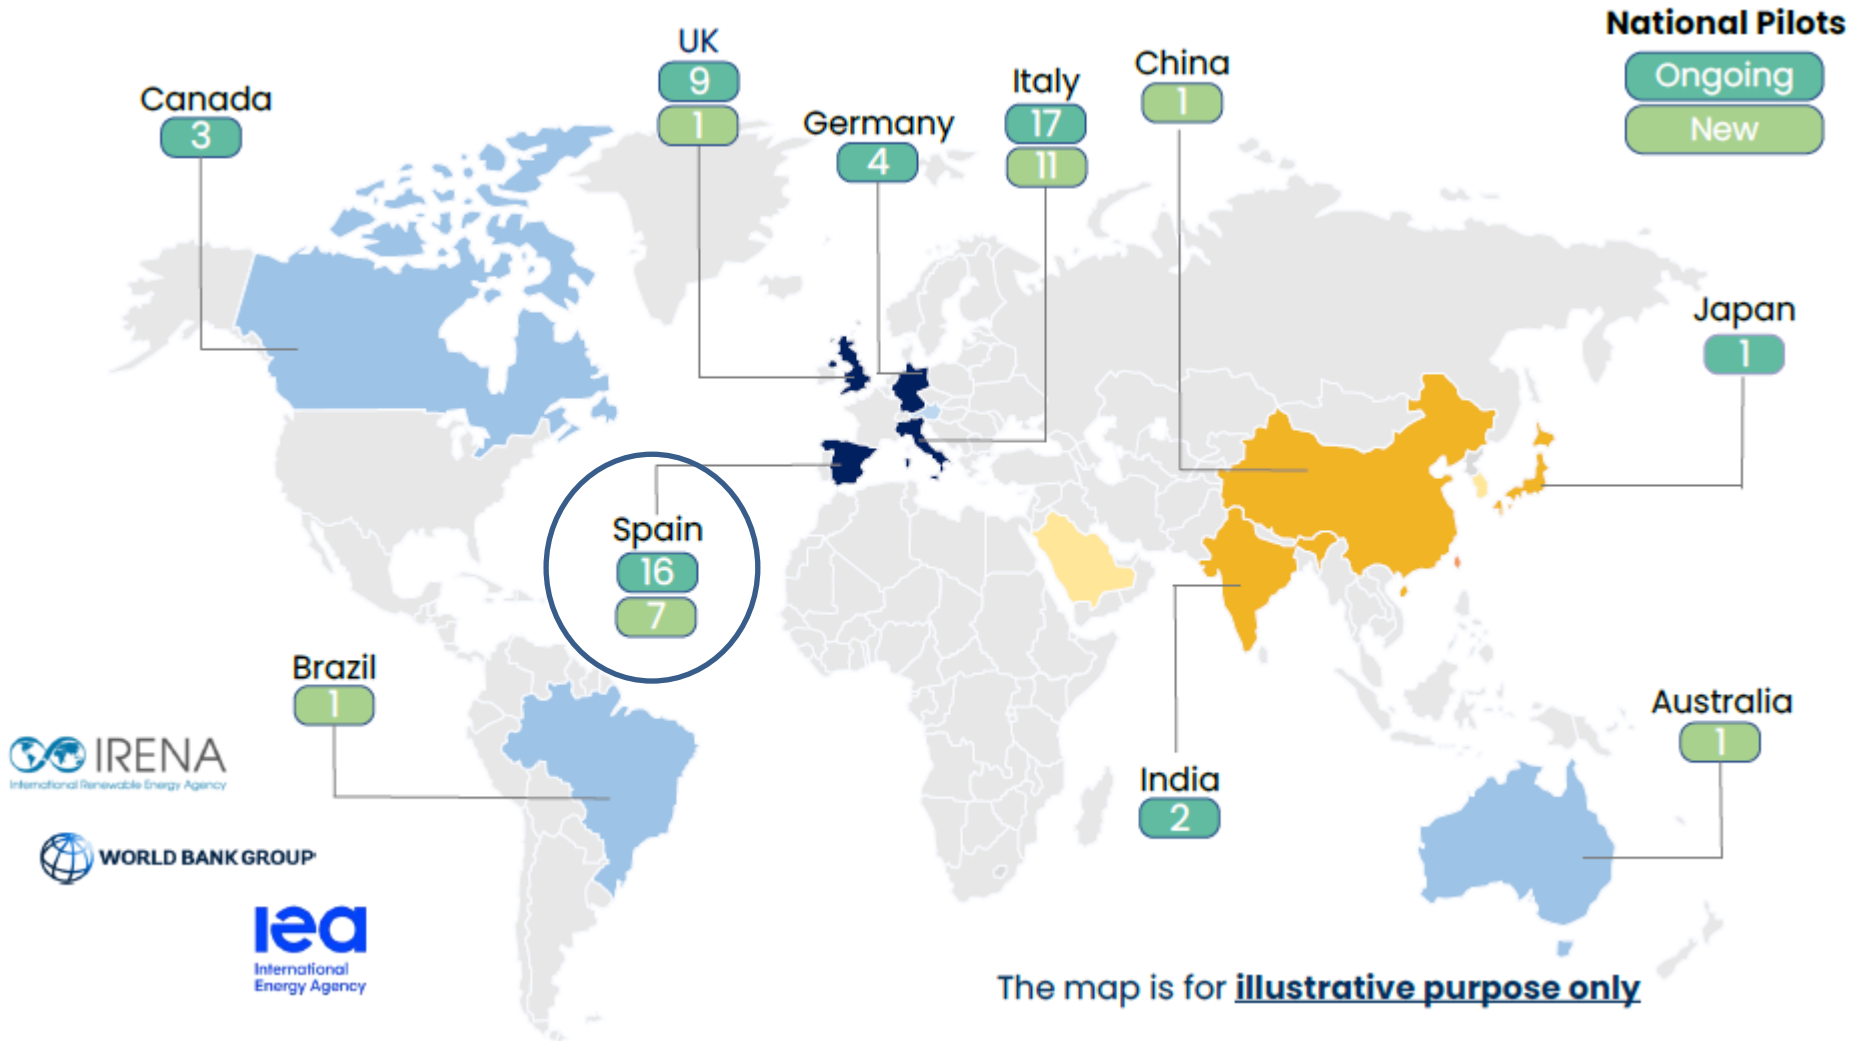 National Pilots
Ongoing
New
UK
9
1
Canada
3
Germany
4
Italy
17
11
China
1
Japan
1
Spain
16
7
Brazil
1
India
2
Australia
1
IRENA
International Renewable Energy Agency
WORLD BANK GROUP
iea
International
Energy Agency
The map is for illustrative purpose only